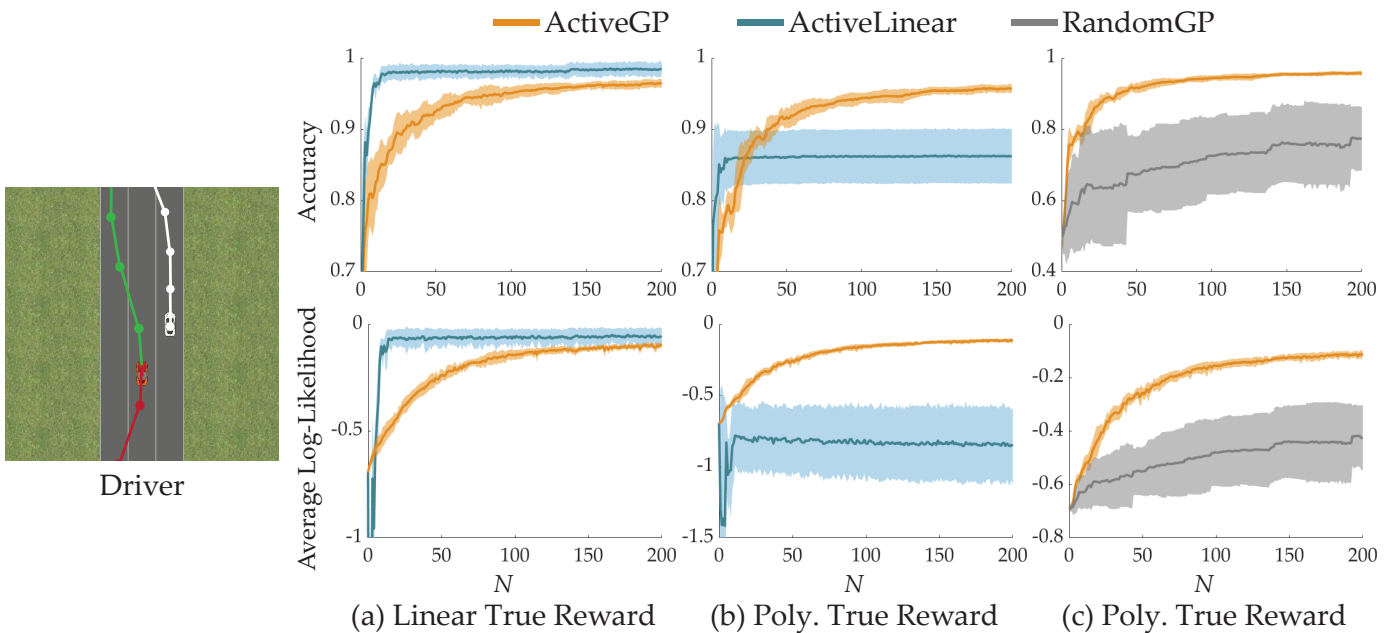 ActiveGP ActiveLinear RandomGP
Accuracy
1
0.9
0.8
0.7
0 50 100 150 200
1
0.9
0.8
0.7
0 50 100 150 200
1
0.8
0.6
0.4
0 50 100 150 200
Driver
Average Log-Likelihood
0
-0.5
-1
0 50 100 150 200
N
0
-0.5
-1
-1.5
0 50 100 150 200
N
0
-0.2
-0.4
-0.6
-0.8
0 50 100 150 200
N
(a) Linear True Reward (b) Poly. True Reward (c) Poly. True Reward